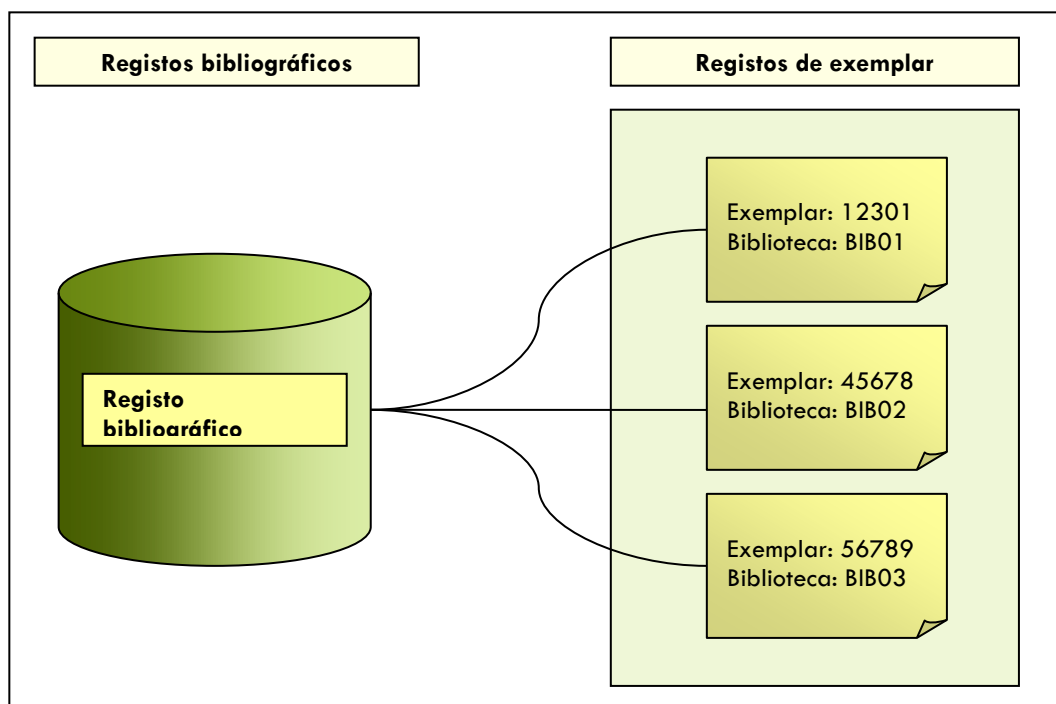 Registos bibliográficos
Registos de exemplar
Registo
bibliográfico
Exemplar: 12301
Biblioteca: BIB01
Exemplar: 45678
Biblioteca: BIB02
Exemplar: 56789
Biblioteca: BIB03